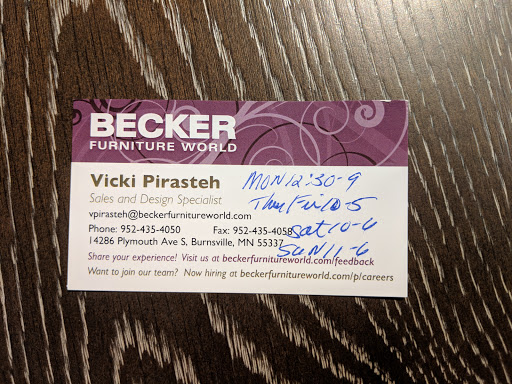 BECKER
FURNITURE WORLD
Vicki Pirasteh
Sales and Design Specialist
vpirasteh@beckerfurnitureworld.com
Phone: 952-435-4050 Fax: 952-435-4058
14286 Plymouth Ave S, Burnsville, MN 55337
Share your experience! Visit us at beckerfurnitureworld.com/feedback
Want to join our team? Now hiring at beckerfurnitureworld.com/p/careers
MON 12:30-9
Thu Fri 10-5
Sat 10-6
SUN 11-6